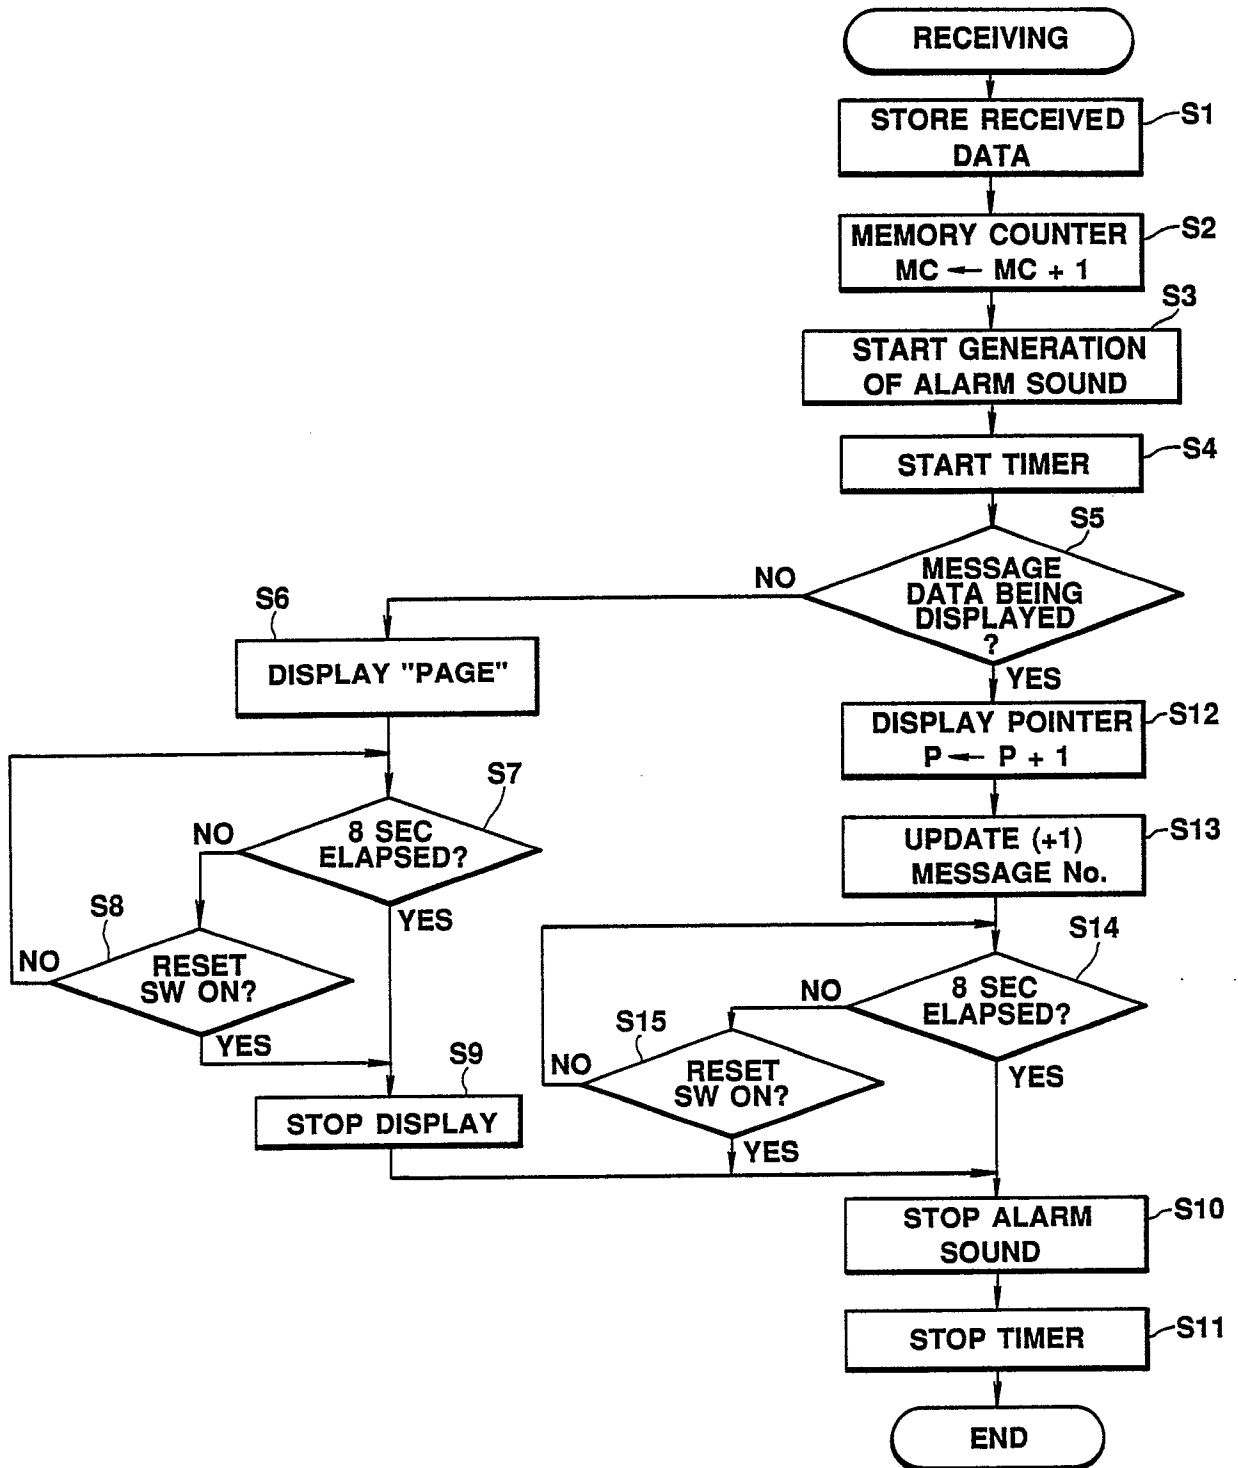 RECEIVING
STORE RECEIVED
DATA
S1
MEMORY COUNTER
MC ← MC + 1
S2
S3
START GENERATION
OF ALARM SOUND
START TIMER
S4
S5
MESSAGE
DATA BEING
DISPLAYED
?
NO
YES
S6
DISPLAY "PAGE"
S7
8 SEC
ELAPSED?
NO
YES
S8
RESET
SW ON?
NO
YES
S9
STOP DISPLAY
DISPLAY POINTER
P ← P + 1
S12
UPDATE (+1)
MESSAGE No.
S13
S14
8 SEC
ELAPSED?
NO
YES
S15
RESET
SW ON?
NO
YES
STOP ALARM
SOUND
S10
STOP TIMER
S11
END